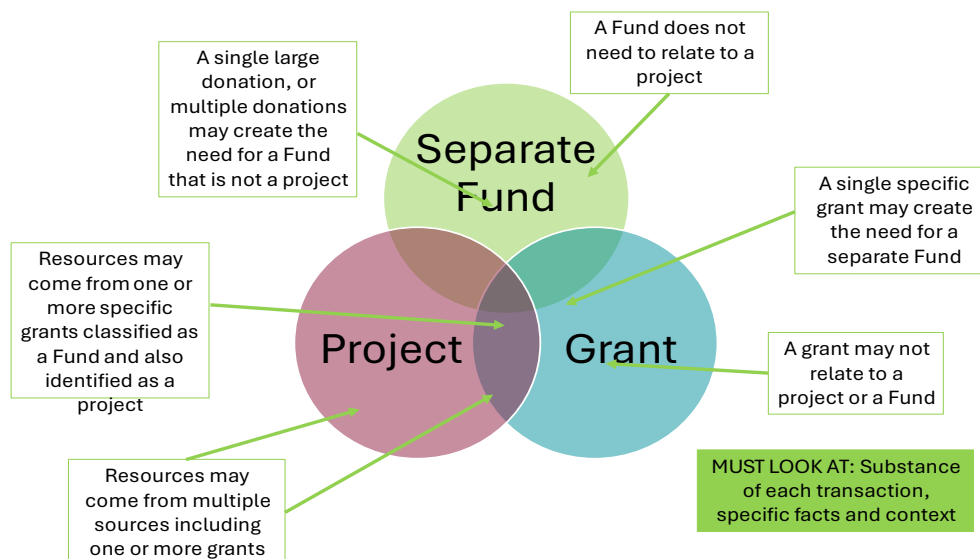 A single large
donation, or
multiple donations
may create the
need for a Fund
that is not a project
A Fund does not
need to relate to a
project
Separate
Fund
A single specific
grant may create
the need for a
separate Fund
Resources may
come from one or
more specific
grants classified as
a Fund and also
identified as a
project
Project
Grant
A grant may not
relate to a
project or a Fund
Resources may
come from multiple
sources including
one or more grants
MUST LOOK AT: Substance
of each transaction,
specific facts and context